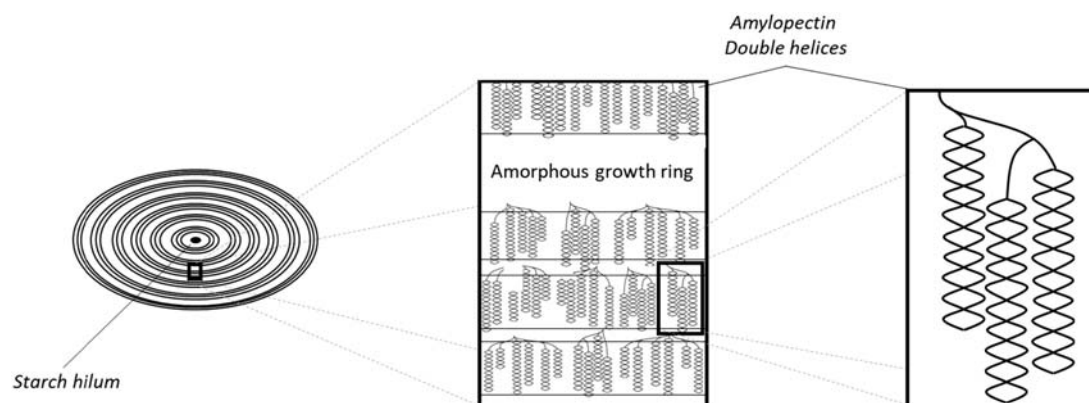 Amylopectin
Double helices
Amorphous growth ring
Starch hilum